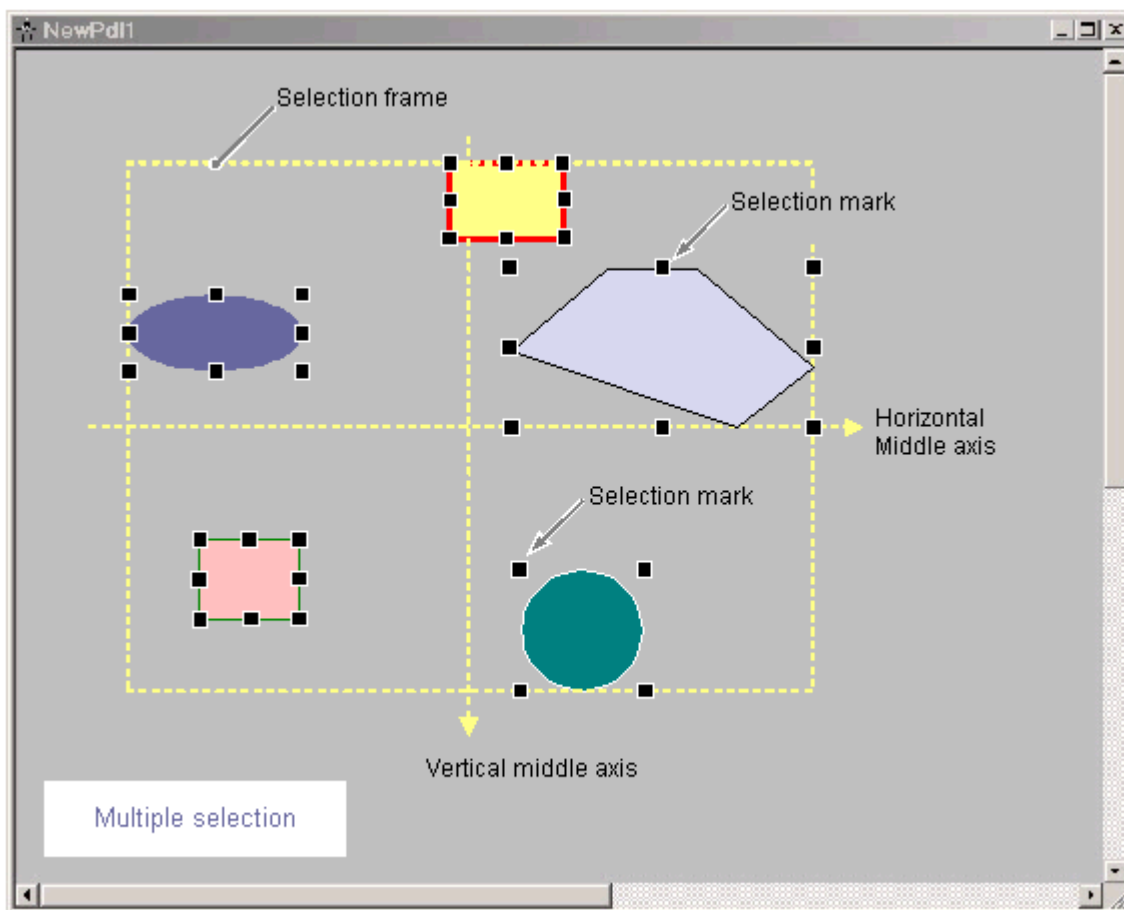 NewPdl1
Selection frame
Selection mark
Horizontal
Middle axis
Selection mark
Vertical middle axis
Multiple selection